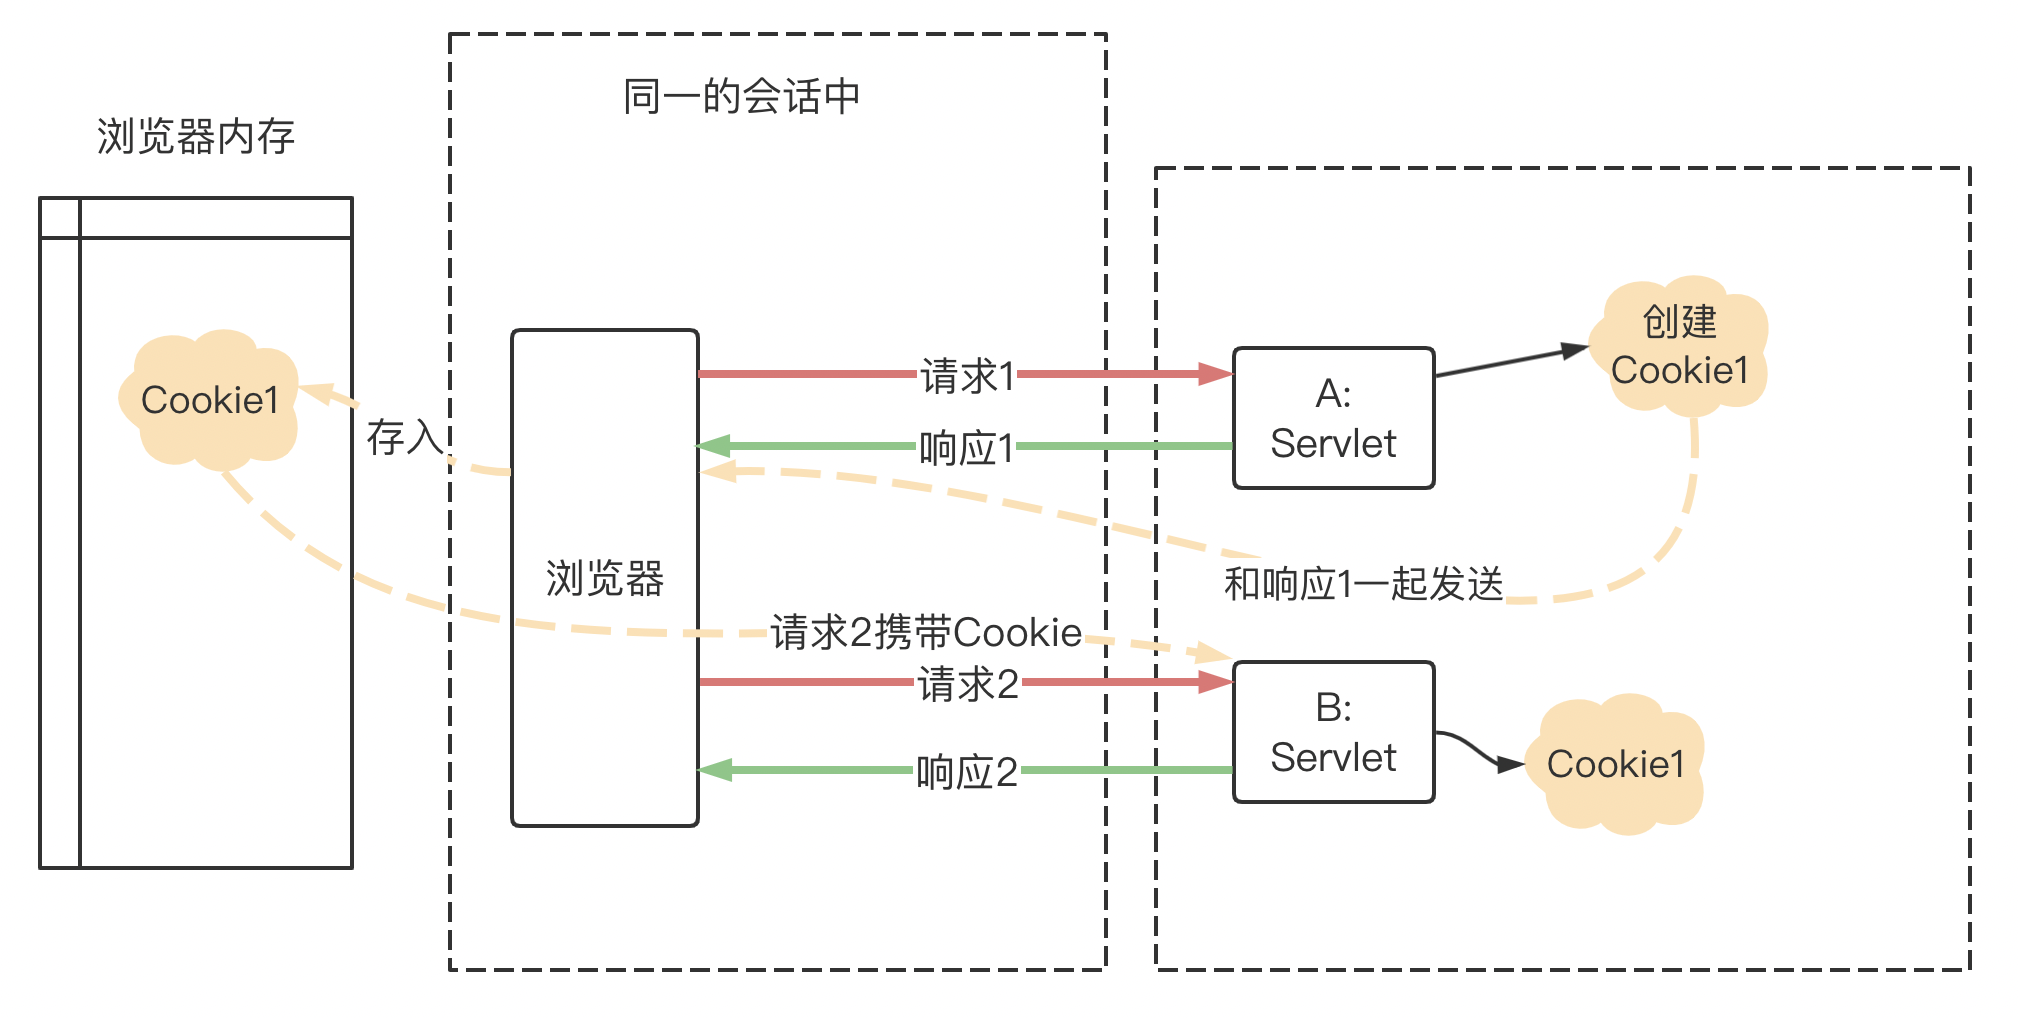 同一的会话中
浏览器内存
创建
Cookie1
请求1
A:
Servlet
Cookie1
存入
响应1
浏览器
和响应1一起发送
请求2携带Cookie
请求2
B:
Servlet
Cookie1
响应2